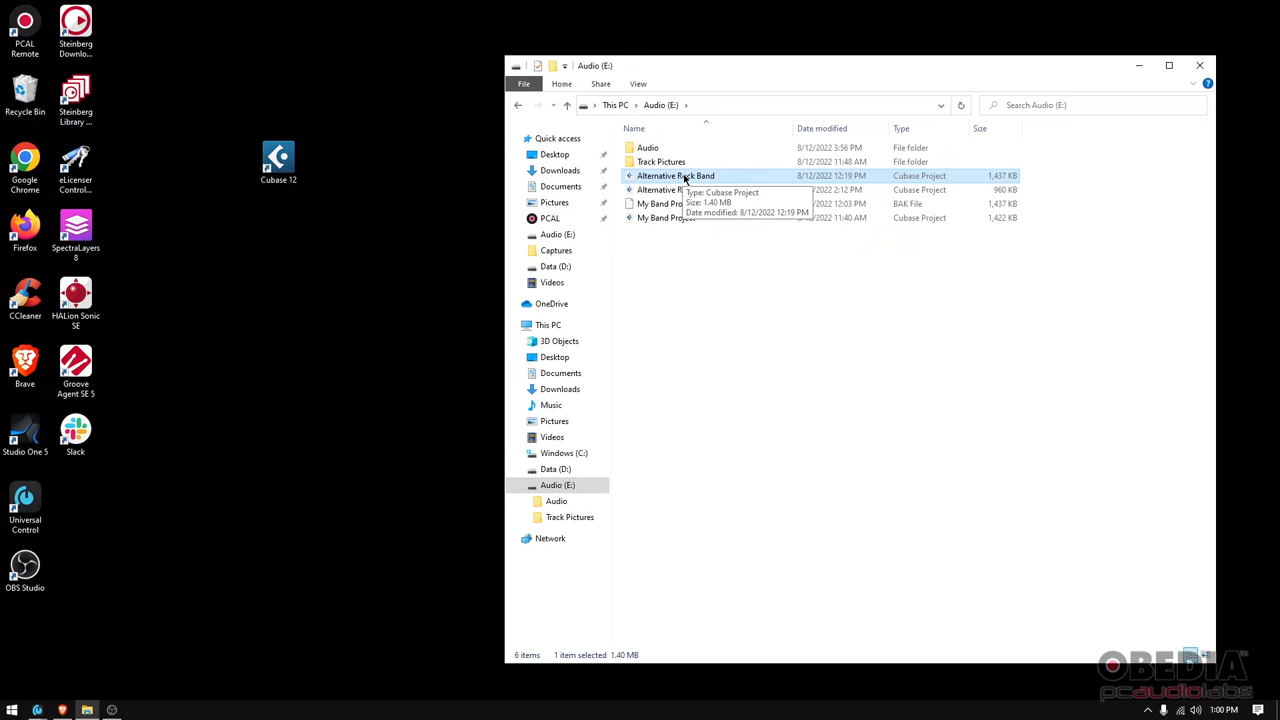 PCAL Remote
Steinberg Downlo...
Recycle Bin
Steinberg Library ...
Google Chrome
eLicenser Control...
Firefox
SpectraLayers 8
CCleaner
HALion Sonic SE
Brave
Groove Agent SE 5
Studio One 5
Slack
Universal Control
OBS Studio
Cubase 12
Audio (E:)
File Home Share View
This PC Audio (E:)
Search Audio (E:)
Name Date modified Type Size
Audio 8/12/2022 3:56 PM File folder
Track Pictures 8/12/2022 11:48 AM File folder
Alternative Rock Band 8/12/2022 12:19 PM Cubase Project 1,437 KB
Alternative R /2022 2:12 PM Cubase Project 960 KB
My Band Pro /2022 12:03 PM BAK File 1,437 KB
My Band Project /12/2022 11:40 AM Cubase Project 1,422 KB
Type: Cubase Project
Size: 1.40 MB
Date modified: 8/12/2022 12:19 PM
Quick access
Desktop
Downloads
Documents
Pictures
PCAL
Audio (E:)
Captures
Data (D:)
Videos
OneDrive
This PC
3D Objects
Desktop
Documents
Downloads
Music
Pictures
Videos
Windows (C:)
Data (D:)
Audio (E:)
Audio
Track Pictures
Network
6 items 1 item selected 1.40 MB
OBEDIA
pcaudiolabs
1:00 PM